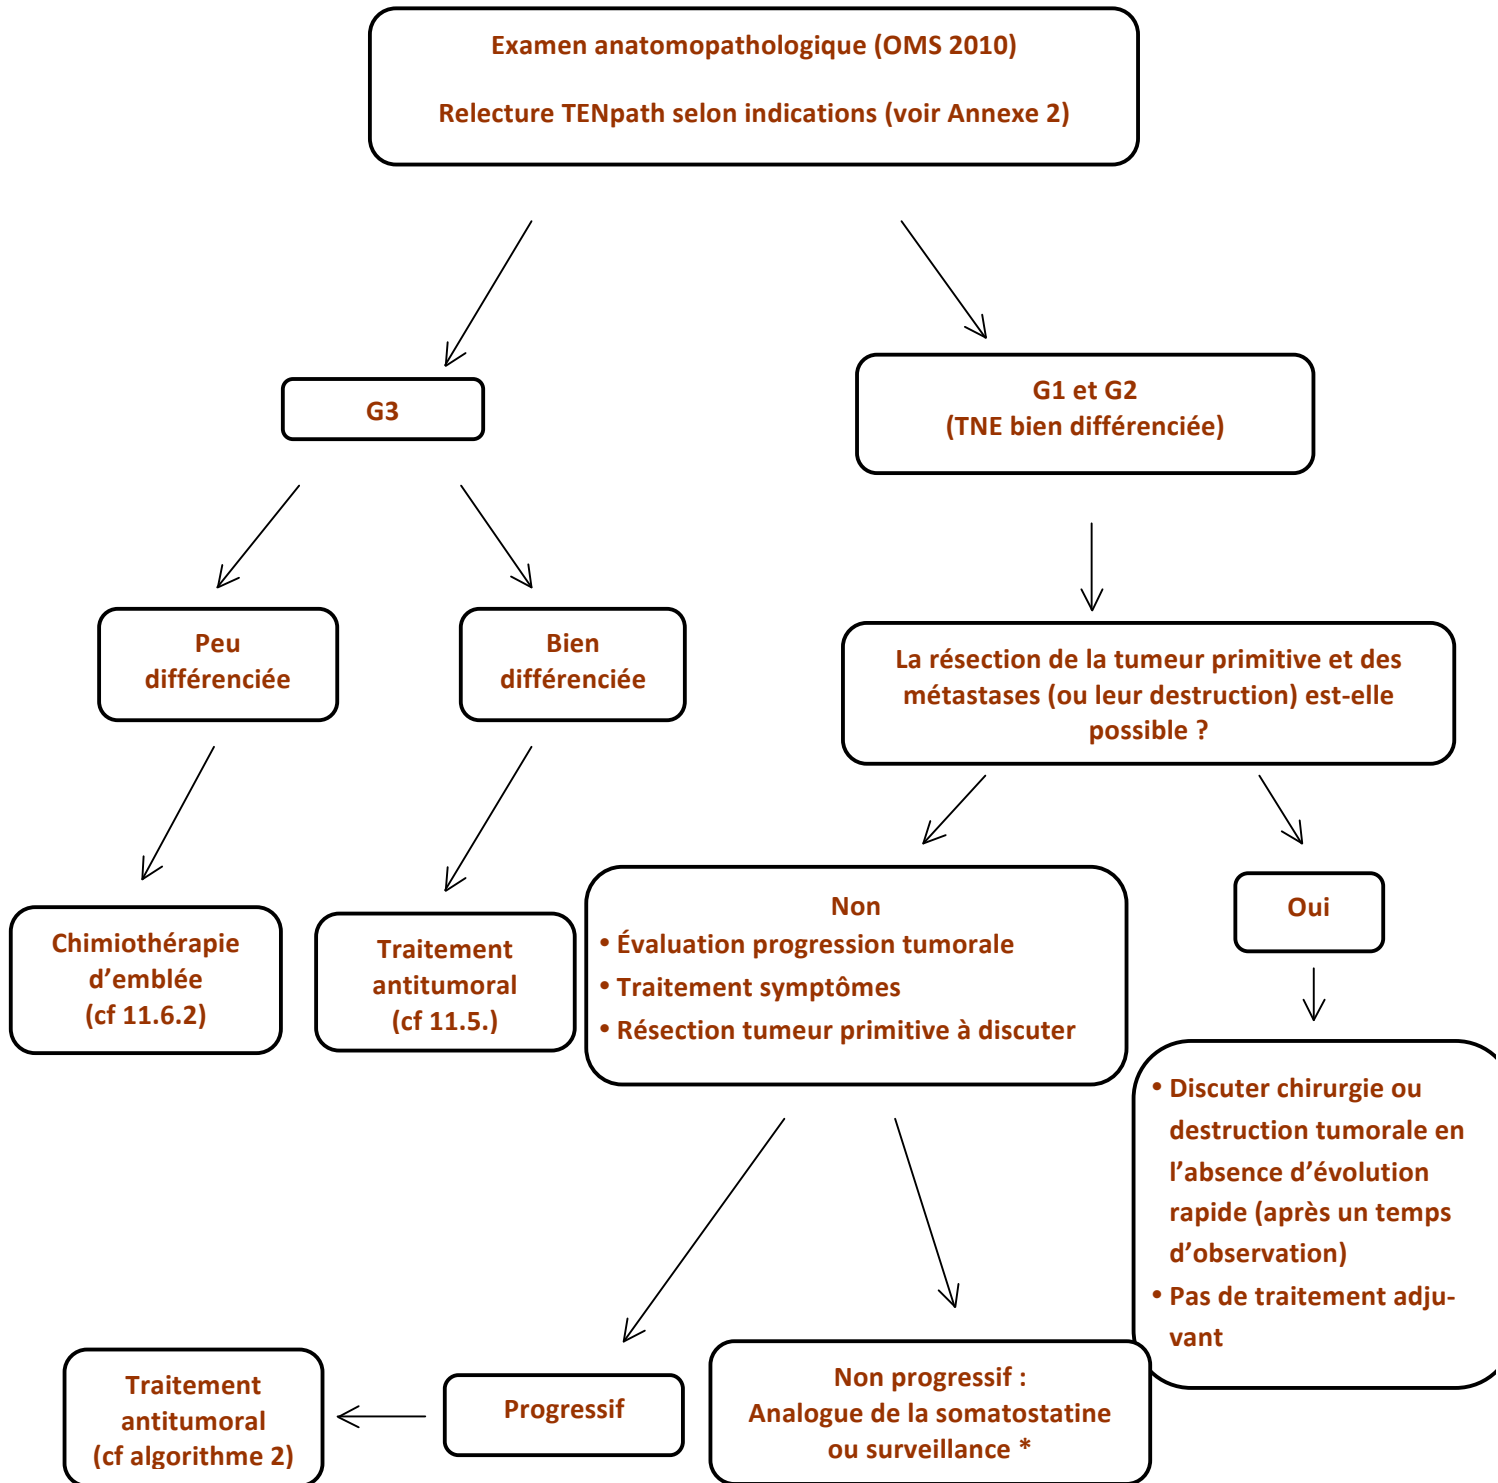 Examen anatomopathologique (OMS 2010)
Relecture TENpath selon indications (voir Annexe 2)
G3
G1 et G2
(TNE bien différenciée)
Peu
différenciée
Bien
différenciée
La résection de la tumeur primitive et des
métastases (ou leur destruction) est-elle
possible ?
Chimiothérapie
d’emblée
(cf 11.6.2)
Traitement
antitumoral
(cf 11.5.)
Non
• Évaluation progression tumorale
• Traitement symptômes
• Résection tumeur primitive à discuter
Oui
• Discuter chirurgie ou
destruction tumorale en
l’absence d’évolution
rapide (après un temps
d’observation)
• Pas de traitement adju-
vant
Traitement
antitumoral
(cf algorithme 2)
Progressif
Non progressif :
Analogue de la somatostatine
ou surveillance *